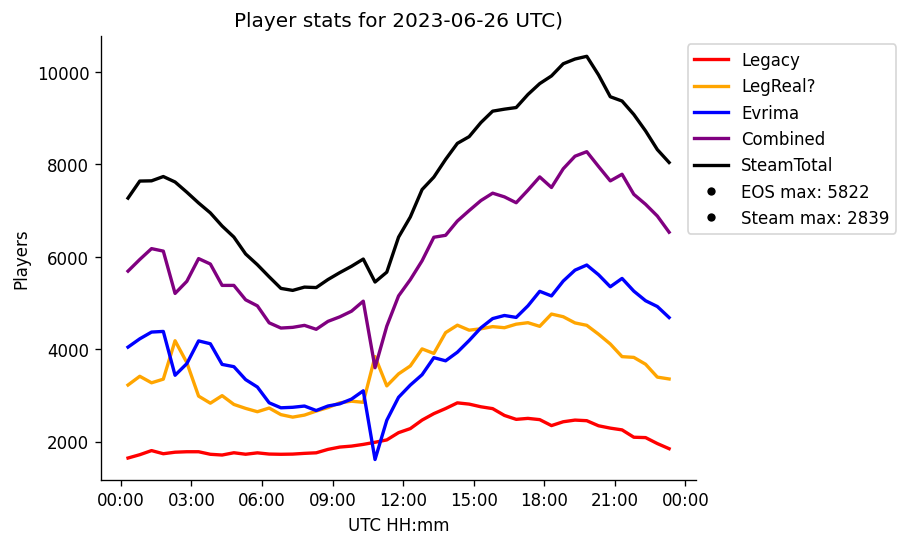 Player stats for 2023-06-26 UTC)
Legacy
LegReal?
Evrima
Combined
SteamTotal
EOS max: 5822
Steam max: 2839
Players
10000
8000
6000
4000
2000
00:00 03:00 06:00 09:00 12:00 15:00 18:00 21:00 00:00
UTC HH:mm